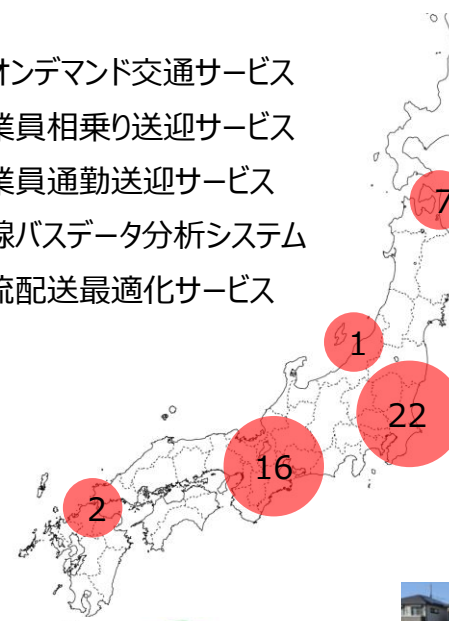 オンデマンド交通サービス
業員相乗り送迎サービス
業員通勤送迎サービス
線バスデータ分析システム
流配送最適化サービス
7
1
22
16
2